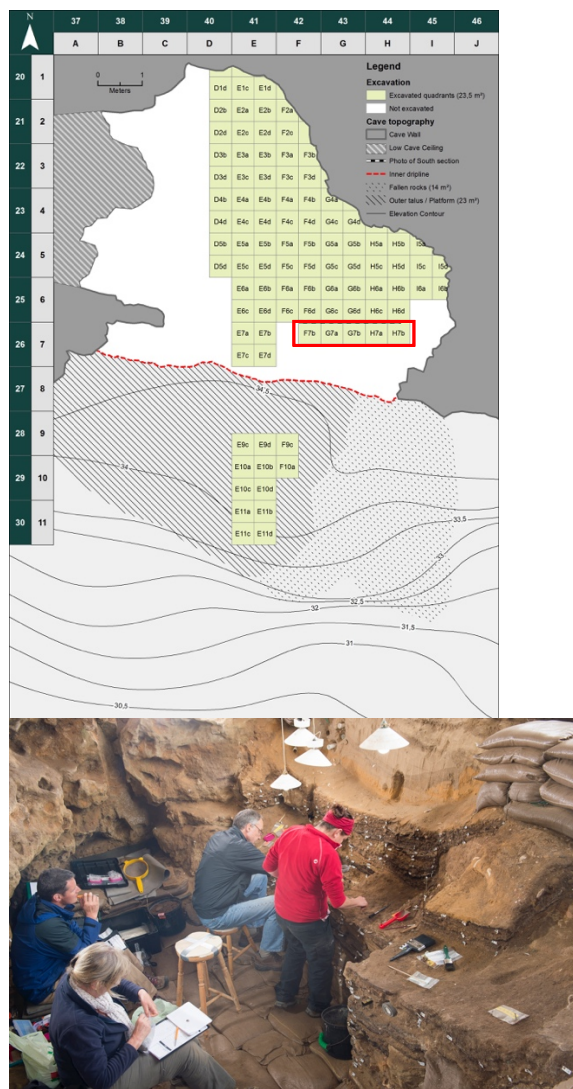 37 38 39 40 41 42 43 44 45 46
A B C D E F G H I J
Legend
Excavation
Excavated quadrants (23,5 m²)
Not excavated
Cave topography
Cave Wall
Low Cave Ceiling
Photo of South section
Inner dripline
Fallen rocks (14 m²)
Outer talus / Platform (23 m²)
Elevation Contour
0 1
Meters
20 1
21 2
22 3
23 4
24 5
25 6
26 7
27 8
28 9
29 10
30 11
D1d E1c E1d
D2b E2a E2b F2a
D2d E2c E2d F2c
D3b E3a E3b F3a F3b
D3d E3c E3d F3c F3d
D4b E4a E4b F4a F4b G4a
D4d E4c E4d F4c F4d G4c G4d
D5b E5a E5b F5a F5b G5a G5b H5a H5b I5a
D5d E5c E5d F5c F5d G5c G5d H5c H5d I5c I5d
E6a E6b F6a F6b G6a G6b H6a H6b I6a I6b
E6c E6d F6c F6d G6c G6d H6c H6d
E7a E7b F7b G7a G7b H7a H7b
E7c E7d
34,5
E9c E9d F9c
34 E10a E10b F10a
E10c E10d
E11a E11b
E11c E11d
33,5
33
32,5
32
31,5
31
30,5